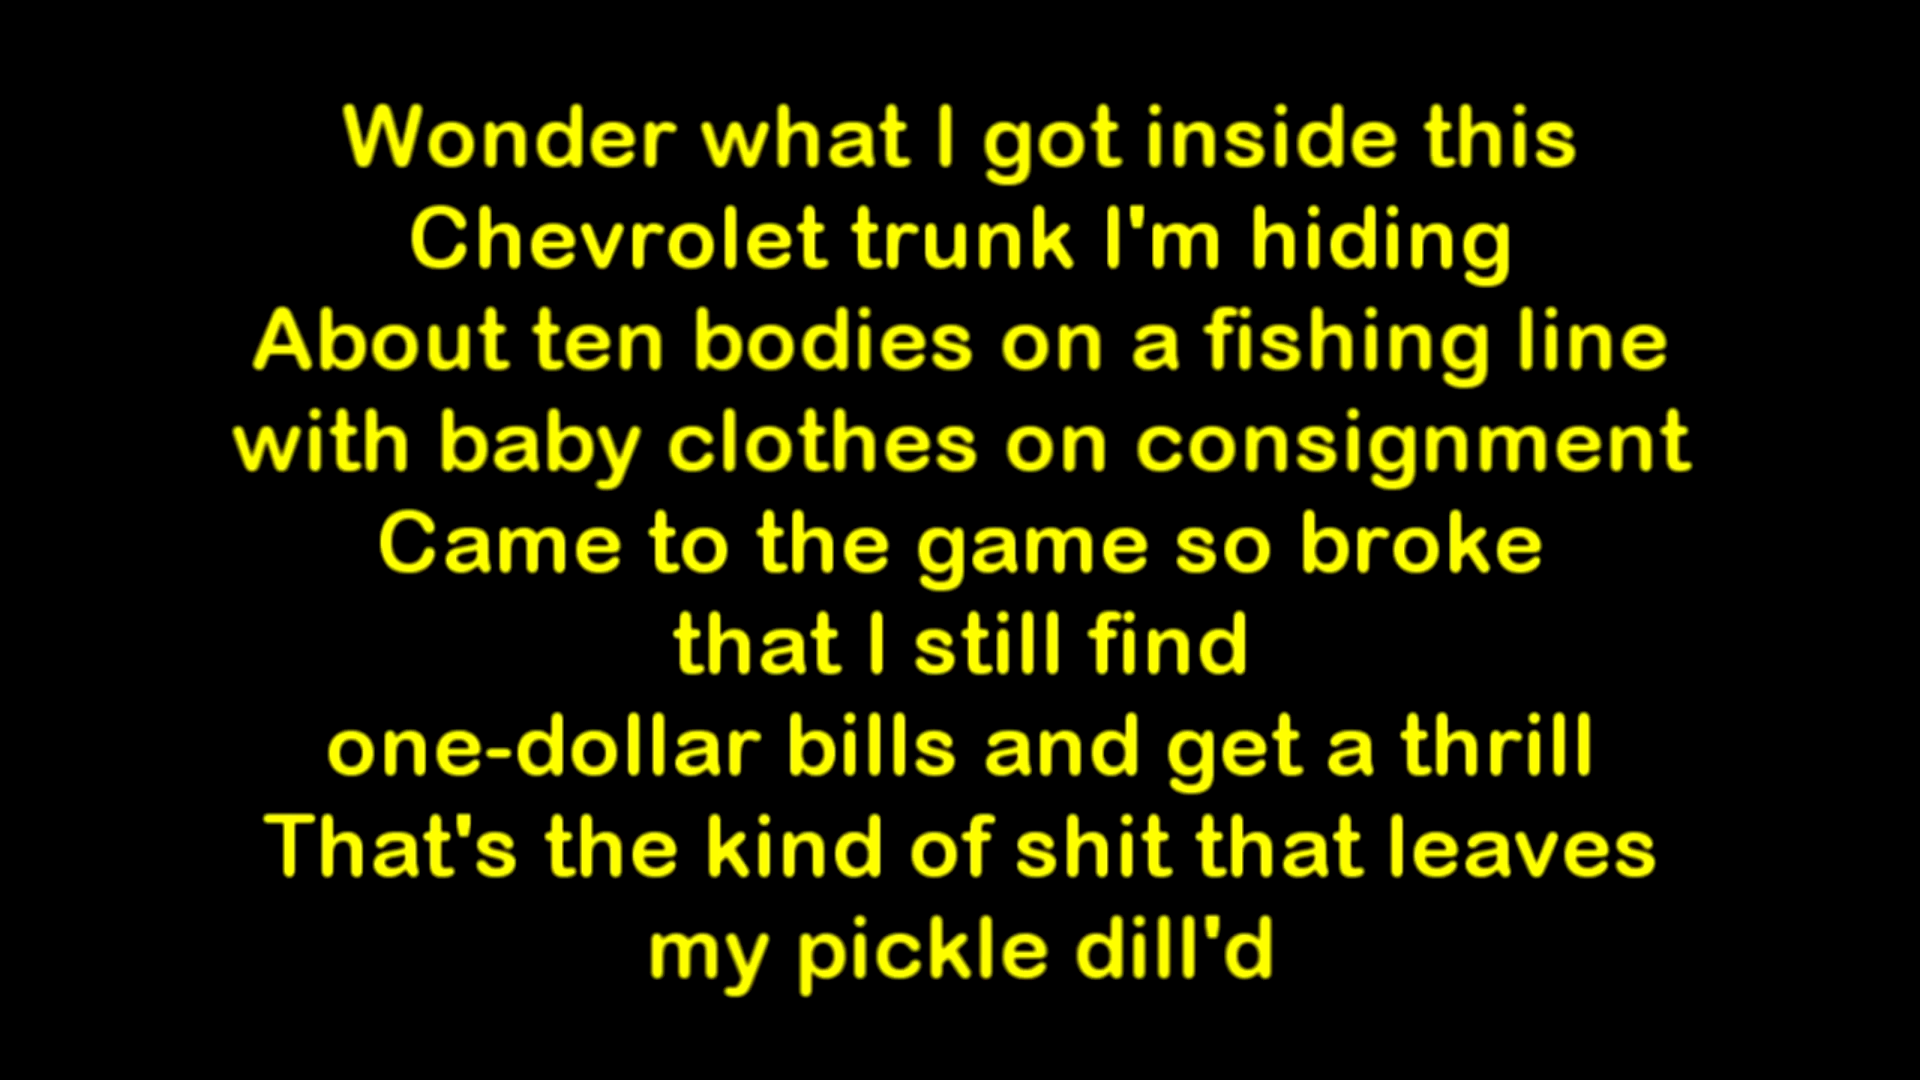 Wonder what I got inside this
Chevrolet trunk I'm hiding
About ten bodies on a fishing line
with baby clothes on consignment
Came to the game so broke
that I still find
one-dollar bills and get a thrill
That's the kind of shit that leaves
my pickle dill'd